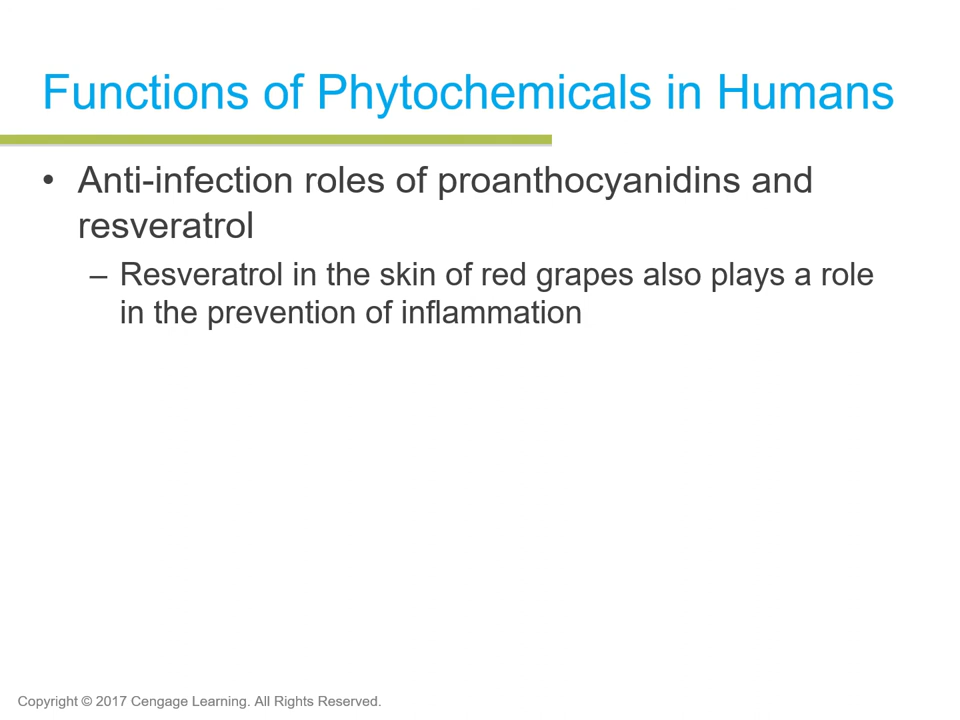 Functions of Phytochemicals in Humans
• Anti-infection roles of proanthocyanidins and
resveratrol
– Resveratrol in the skin of red grapes also plays a role
in the prevention of inflammation
Copyright © 2017 Cengage Learning. All Rights Reserved.